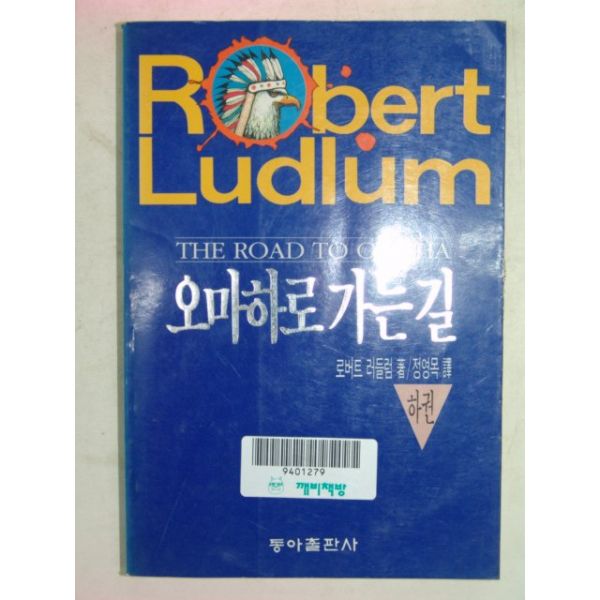 Robert
Ludlum
THE ROAD TO
오마하로 가는 길
로버트 러들럼 著/정영목 譯
하권
9401279
깨비책방
동아출판사